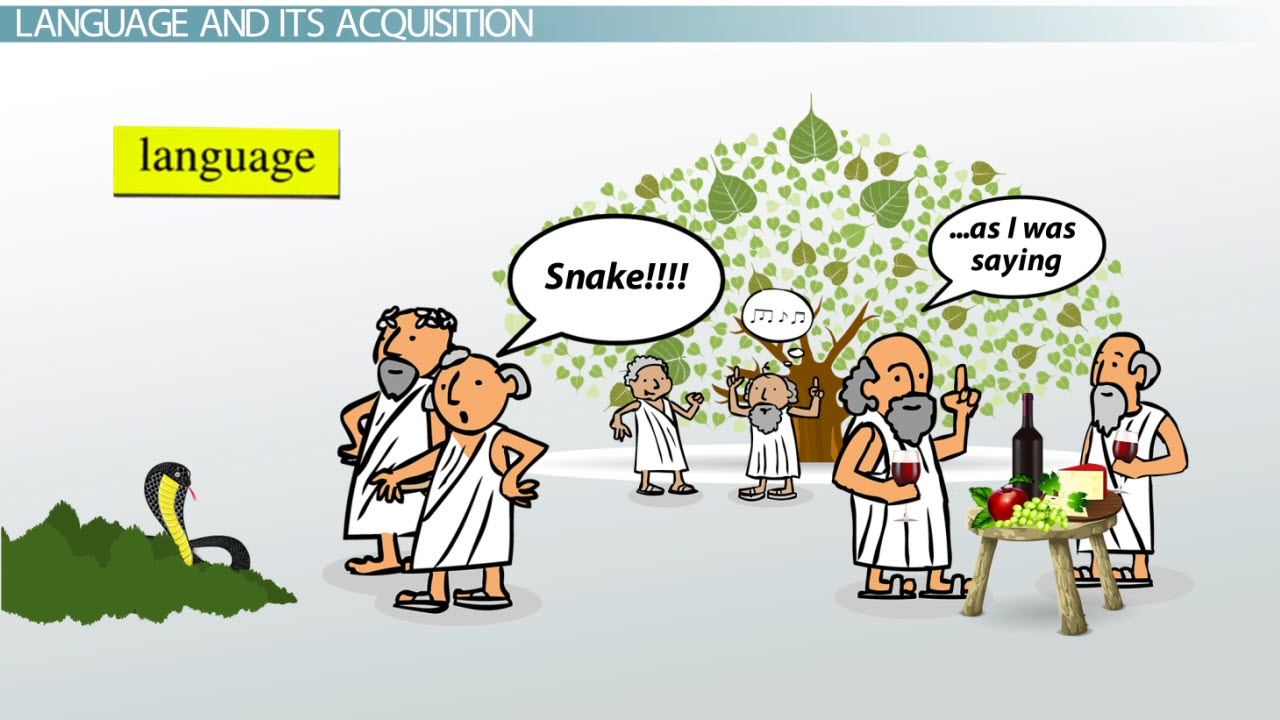 LANGUAGE AND ITS ACQUISITION
language
Snake!!!!
...as I was
saying